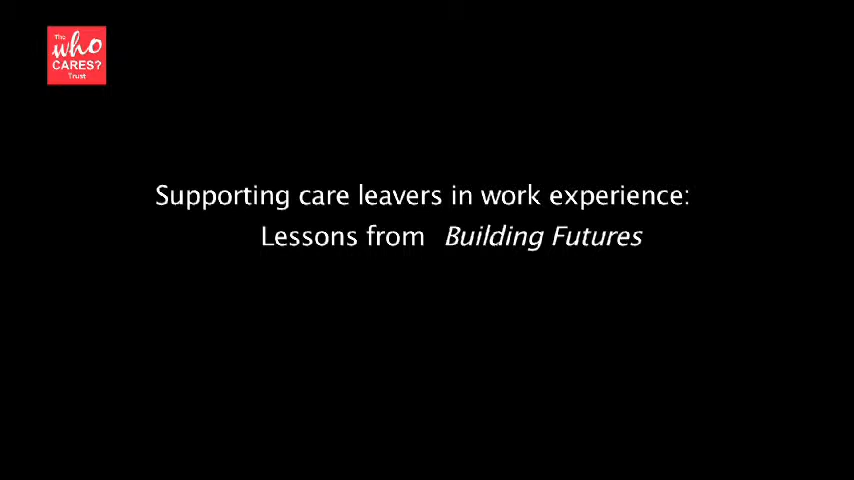 The
who
CARES?
Trust
Supporting care leavers in work experience:
Lessons from Building Futures